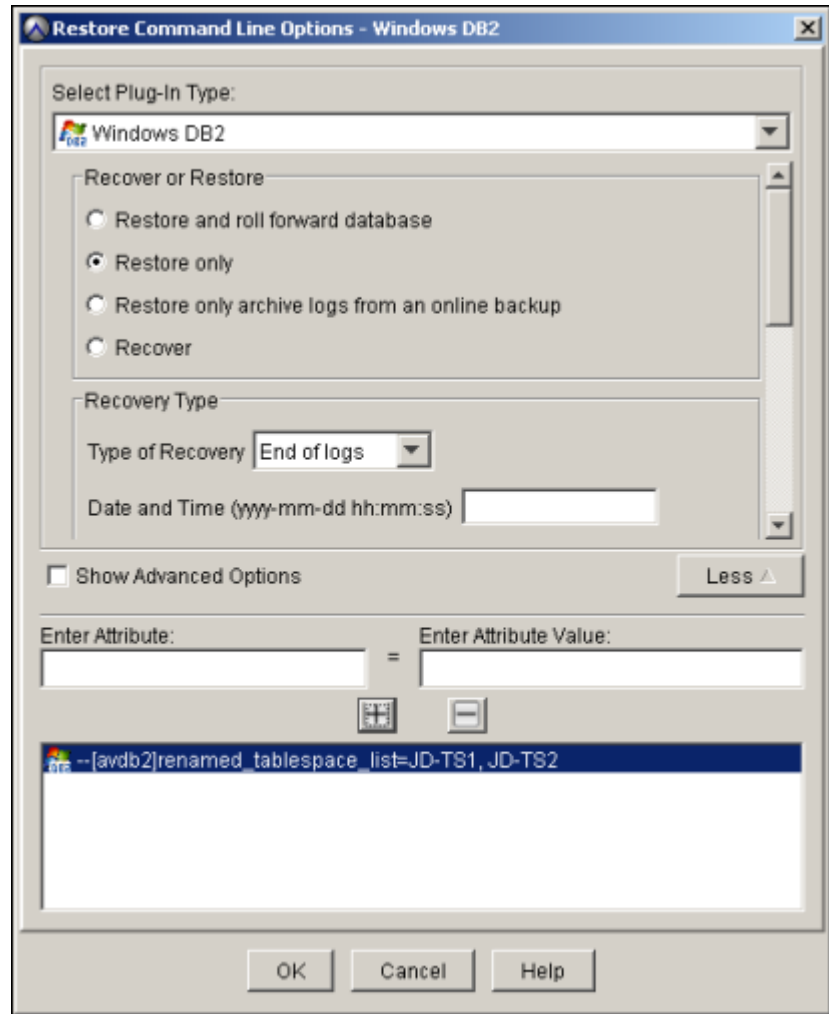 Restore Command Line Options - Windows DB2
Select Plug-In Type:
Windows DB2
Recover or Restore
Restore and roll forward database
Restore only
Restore only archive logs from an online backup
Recover
Recovery Type
Type of Recovery End of logs
Date and Time (yyyy-mm-dd hh:mm:ss)
Show Advanced Options Less
Enter Attribute: Enter Attribute Value:
=
--[avdb2]renamed_tablespace_list=JD-TS1, JD-TS2
OK Cancel Help